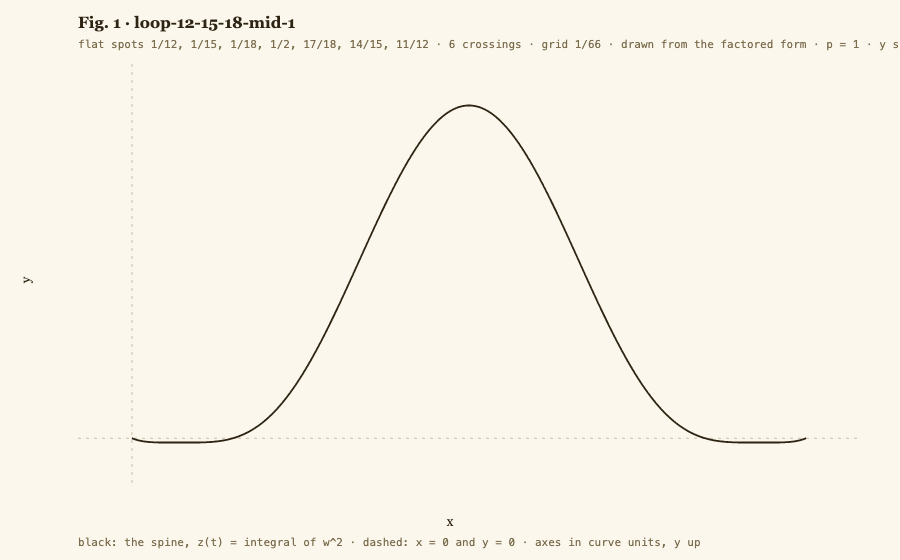 Fig. 1 · loop-12-15-18-mid-1
flat spots 1/12, 1/15, 1/18, 1/2, 17/18, 14/15, 11/12 · 6 crossings · grid 1/66 · drawn from the factored form · p = 1 · y s
y
x
black: the spine, z(t) = integral of w^2 · dashed: x = 0 and y = 0 · axes in curve units, y up